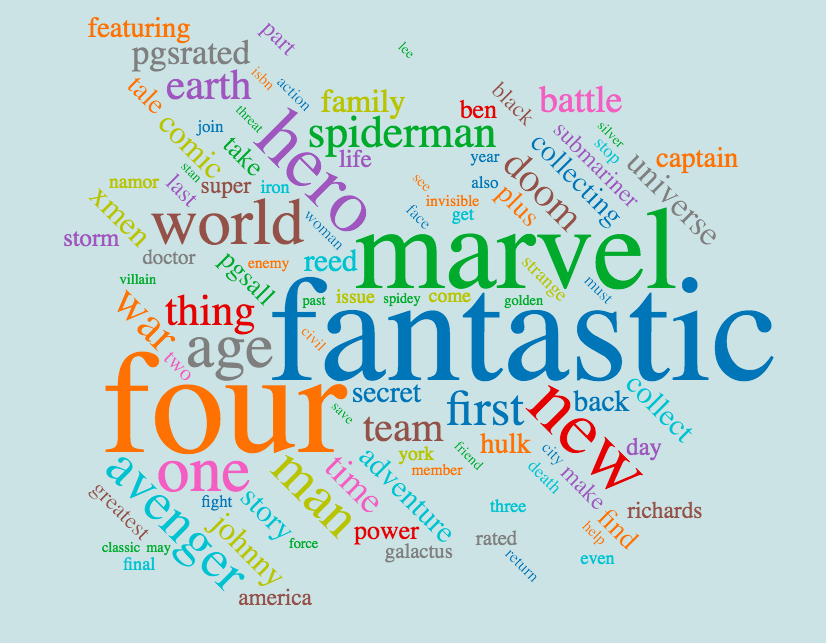 featuring
part
lee
pgsrated
earth
isbn
action
tale
family
ben
black
battle
threat
hero
spiderman
join
comic
take
life
year
submariner
silver
stop
captain
collecting
universe
stan
super
iron
see
also
doom
namor
last
invisible
plus
xmen
world
woman
face
get
storm
doctor
pgsall
enemy
reed
marvel
strange
must
villain
past
issue
spidey
come
golden
war
thing
civil
fantastic
two
age
four
secret
first
new
back
collect
save
team
york
friend
hulk
city
day
avenger
one
man
time
adventure
member
death
make
greatest
fight
story
three
richards
johnny
power
find
help
classic
may
force
galactus
rated
final
return
even
america